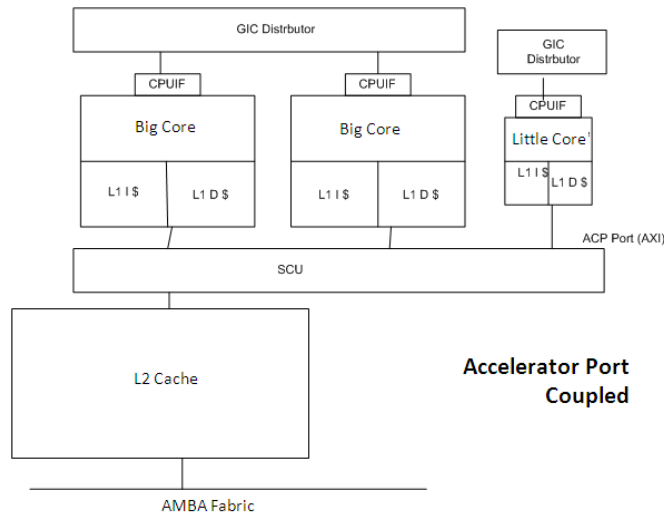 GIC Distrbutor
GIC
Distrbutor
CPUIF
CPUIF
CPUIF
Big Core
Big Core
Little Core
L1 I $
L1 D $
L1 I $
L1 D $
L1 I $
L1 D $
ACP Port (AXI)
SCU
L2 Cache
Accelerator Port
Coupled
AMBA Fabric